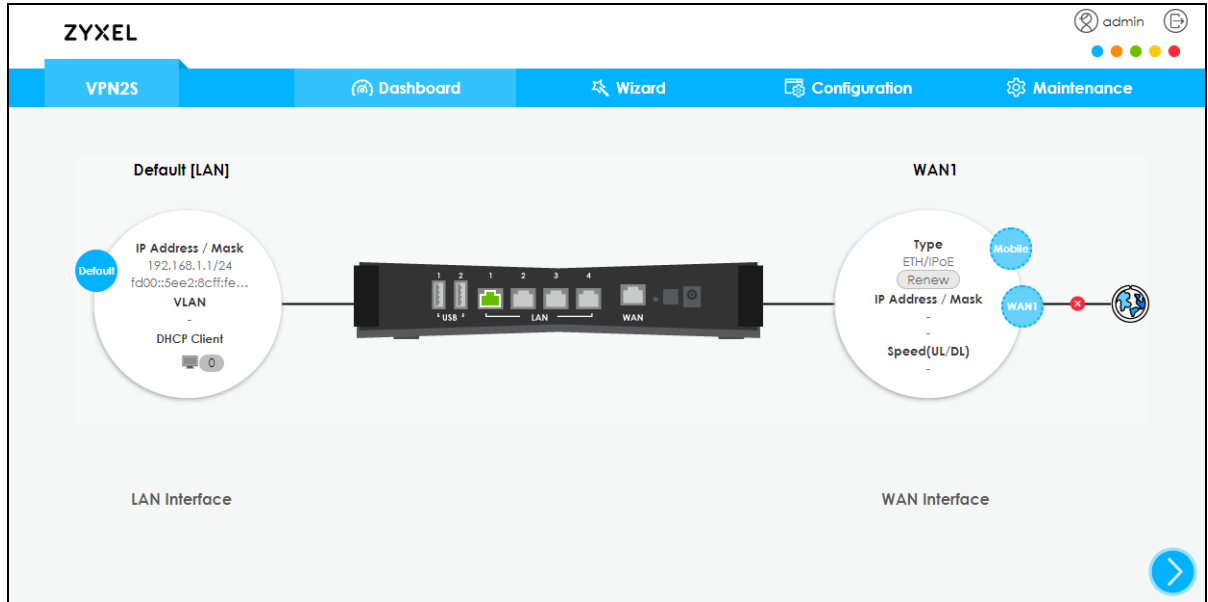 ZYXEL
admin
VPN2S
Dashboard
Wizard
Configuration
Maintenance
Default [LAN]
WAN1
Default
IP Address / Mask
192.168.1.1/24
fd00::5ee2:8cff:fe...
VLAN
-
DHCP Client
0
1 2 1 2 3 4
1 USB 2 LAN WAN
Type
ETH/IPoE
Renew
IP Address / Mask
-
-
Speed(UL/DL)
-
Mobile
WAN1
LAN Interface
WAN Interface